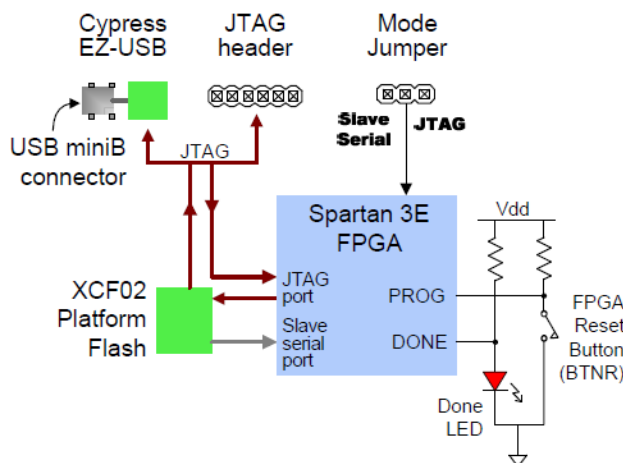 Cypress
EZ-USB
JTAG
header
Mode
Jumper
USB miniB
connector
JTAG
Slave
Serial
JTAG
Spartan 3E
FPGA
Vdd
XCF02
Platform
Flash
JTAG
port
Slave
serial
port
PROG
DONE
FPGA
Reset
Button
(BTNR)
Done
LED